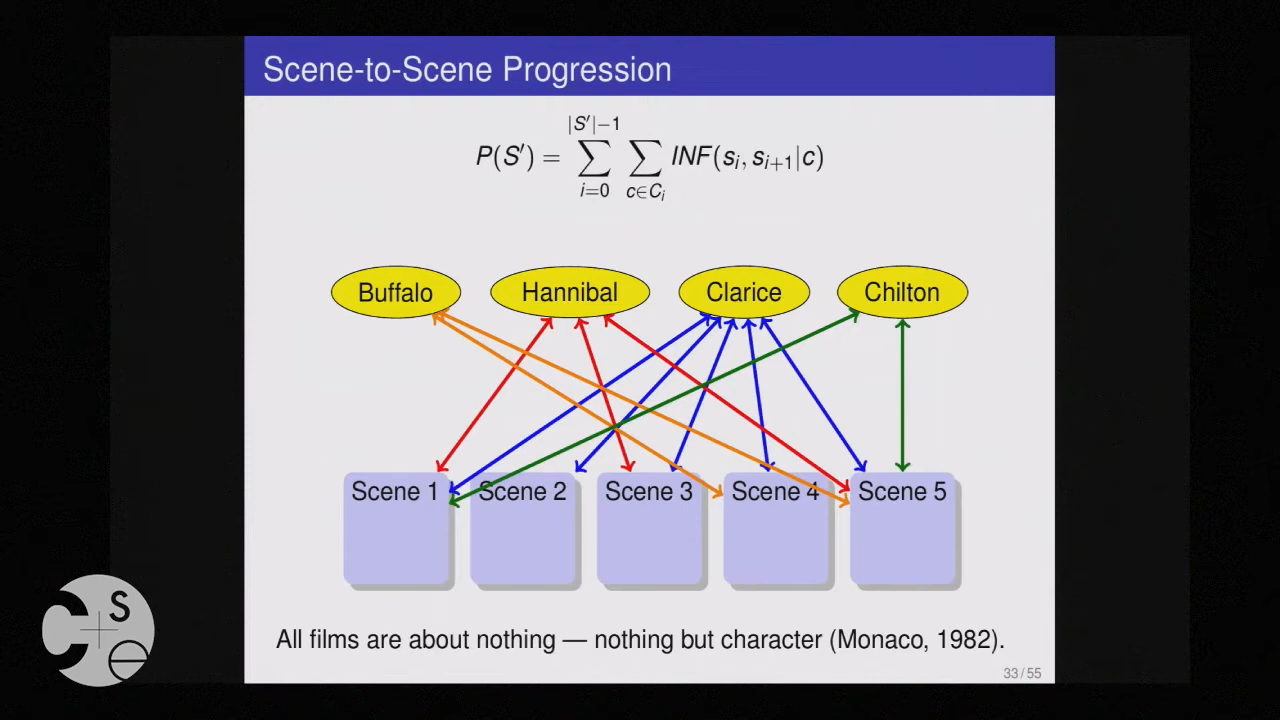 Scene-to-Scene Progression
|S′|−1
P(S′) = ∑ ∑ INF(sᵢ, sᵢ₊₁|c)
i=0 c∈Cᵢ
Buffalo Hannibal Clarice Chilton
Scene 1 Scene 2 Scene 3 Scene 4 Scene 5
All films are about nothing — nothing but character (Monaco, 1982).
33/55
C+se